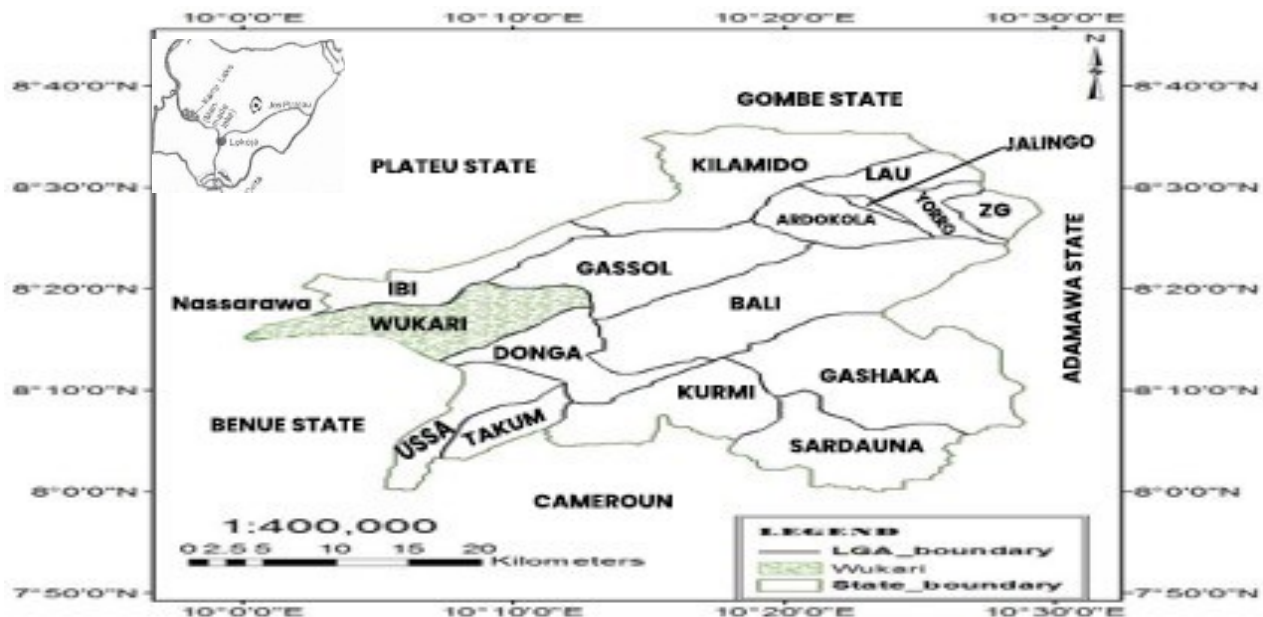 10°0'0"E 10°10'0"E 10°20'0"E 10°30'0"E
8°40'0"N 8°40'0"N
N
GOMBE STATE
Lokoja
JALINGO
PLATEU STATE
KILAMIDO
LAU
8°30'0"N 8°30'0"N
YORRO
ZG
ARDOKOLA
ADAMAWA STATE
GASSOL
IBI
8°20'0"N 8°20'0"N
Nassarawa
BALI
WUKARI
DONGA
GASHAKA
8°10'0"N 8°10'0"N
KURMI
BENUE STATE
USSA
TAKUM
SARDAUNA
8°0'0"N 8°0'0"N
CAMEROUN
1:400,000
0 2.5 5 10 15 20
Kilometers
LEGEND
LGA_boundary
Wukari
State_boundary
7°50'0"N 7°50'0"N
10°0'0"E 10°10'0"E 10°20'0"E 10°30'0"E